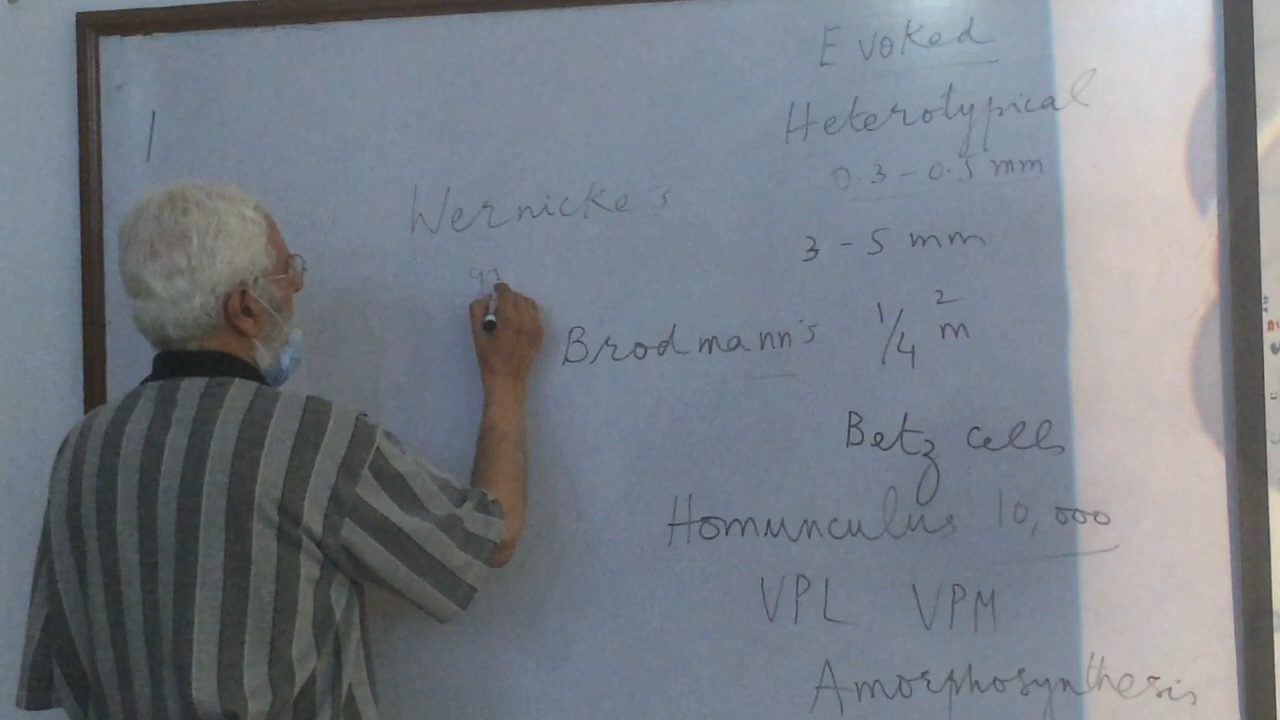 Evoked
Heterotypical
0.3 - 0.5 mm
Wernicke's
3 - 5 mm
Brodmann's 1/4 m²
Betz cells
Homunculus 10,000
VPL VPM
Amorphosynthesis